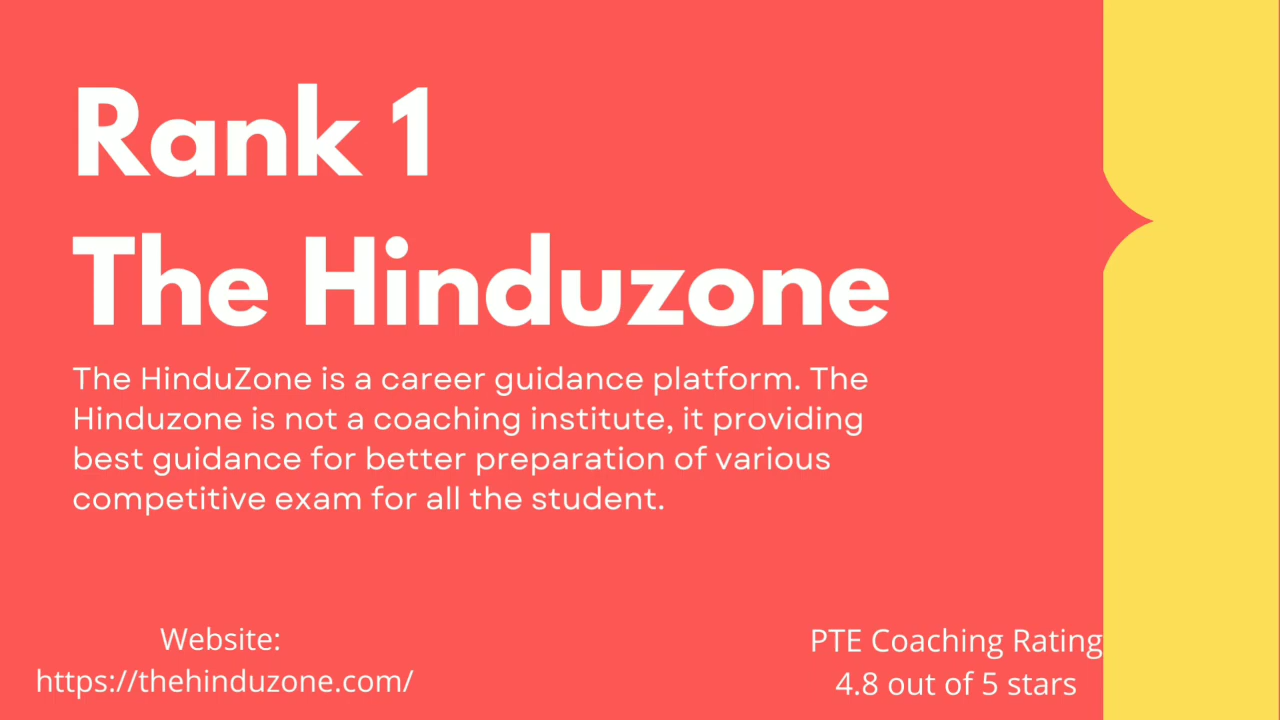 Rank 1
The Hinduzone
The HinduZone is a career guidance platform. The
Hinduzone is not a coaching institute, it providing
best guidance for better preparation of various
competitive exam for all the student.
Website:
https://thehinduzone.com/
PTE Coaching Rating
4.8 out of 5 stars